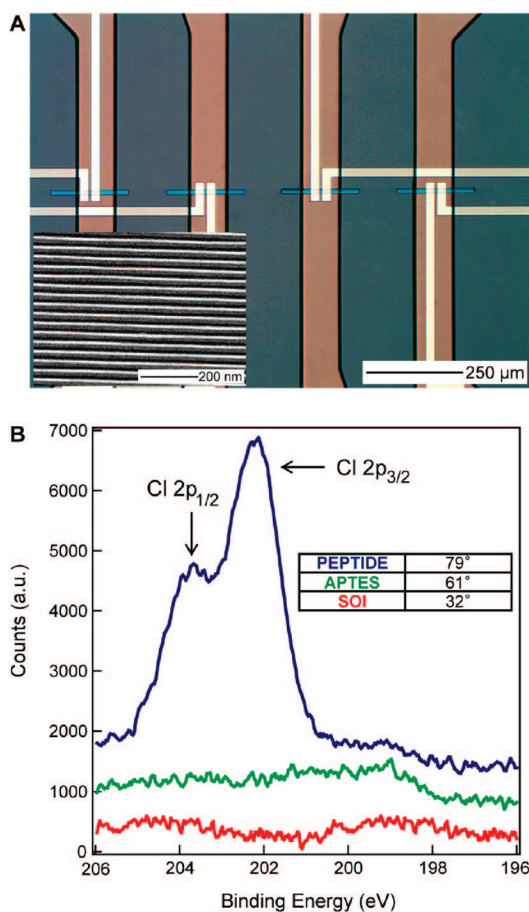 A
200 nm
250 µm
B
7000
6000
5000
4000
3000
2000
1000
0
Counts (a.u.)
Cl 2p1/2
Cl 2p3/2
PEPTIDE 79°
APTES 61°
SOI 32°
206 204 202 200 198 196
Binding Energy (eV)